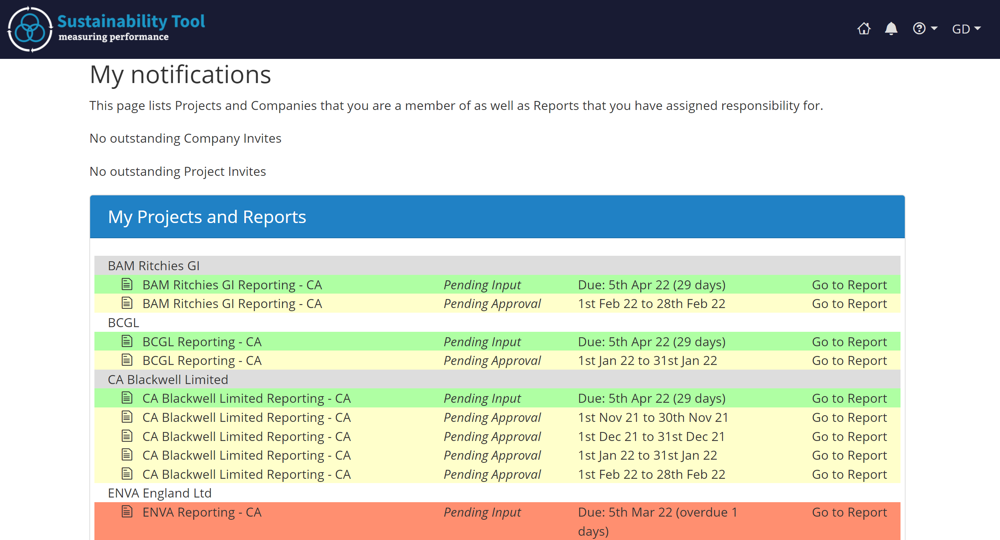 Sustainability Tool
measuring performance
GD
My notifications
This page lists Projects and Companies that you are a member of as well as Reports that you have assigned responsibility for.
No outstanding Company Invites
No outstanding Project Invites
My Projects and Reports
BAM Ritchies GI
BAM Ritchies GI Reporting - CA Pending Input Due: 5th Apr 22 (29 days) Go to Report
BAM Ritchies GI Reporting - CA Pending Approval 1st Feb 22 to 28th Feb 22 Go to Report
BCGL
BCGL Reporting - CA Pending Input Due: 5th Apr 22 (29 days) Go to Report
BCGL Reporting - CA Pending Approval 1st Jan 22 to 31st Jan 22 Go to Report
CA Blackwell Limited
CA Blackwell Limited Reporting - CA Pending Input Due: 5th Apr 22 (29 days) Go to Report
CA Blackwell Limited Reporting - CA Pending Approval 1st Nov 21 to 30th Nov 21 Go to Report
CA Blackwell Limited Reporting - CA Pending Approval 1st Dec 21 to 31st Dec 21 Go to Report
CA Blackwell Limited Reporting - CA Pending Approval 1st Jan 22 to 31st Jan 22 Go to Report
CA Blackwell Limited Reporting - CA Pending Approval 1st Feb 22 to 28th Feb 22 Go to Report
ENVA England Ltd
ENVA Reporting - CA Pending Input Due: 5th Mar 22 (overdue 1 Go to Report
days)